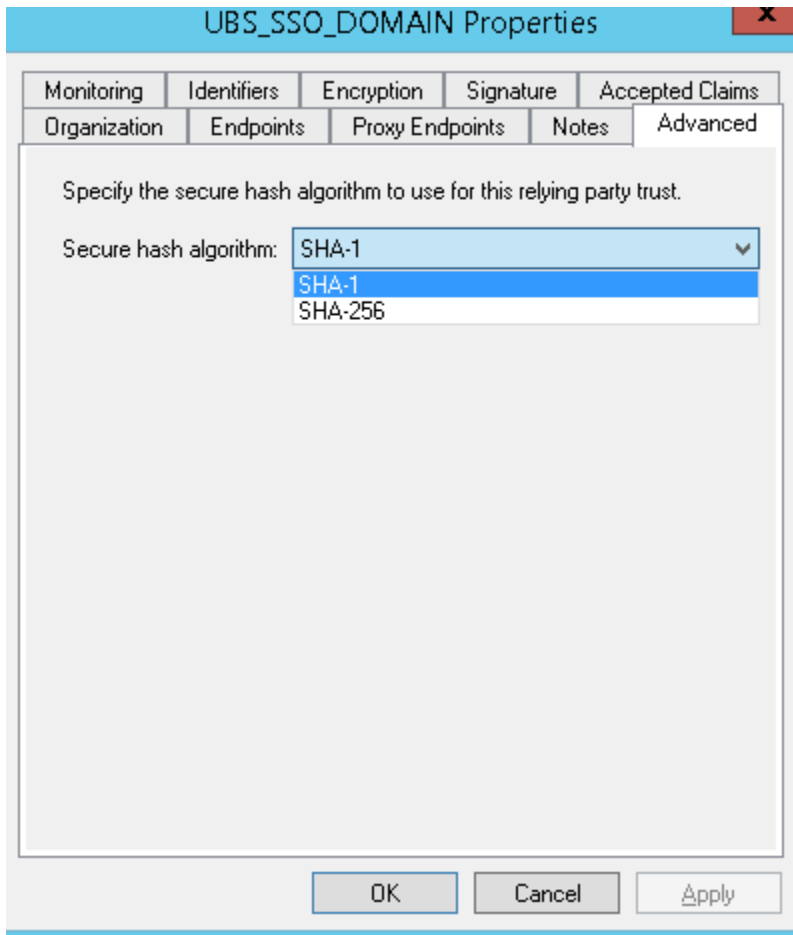 UBS_SSO_DOMAIN Properties
x
Monitoring Identifiers Encryption Signature Accepted Claims
Organization Endpoints Proxy Endpoints Notes Advanced
Specify the secure hash algorithm to use for this relying party trust.
Secure hash algorithm: SHA-1
SHA-1
SHA-256
OK Cancel Apply